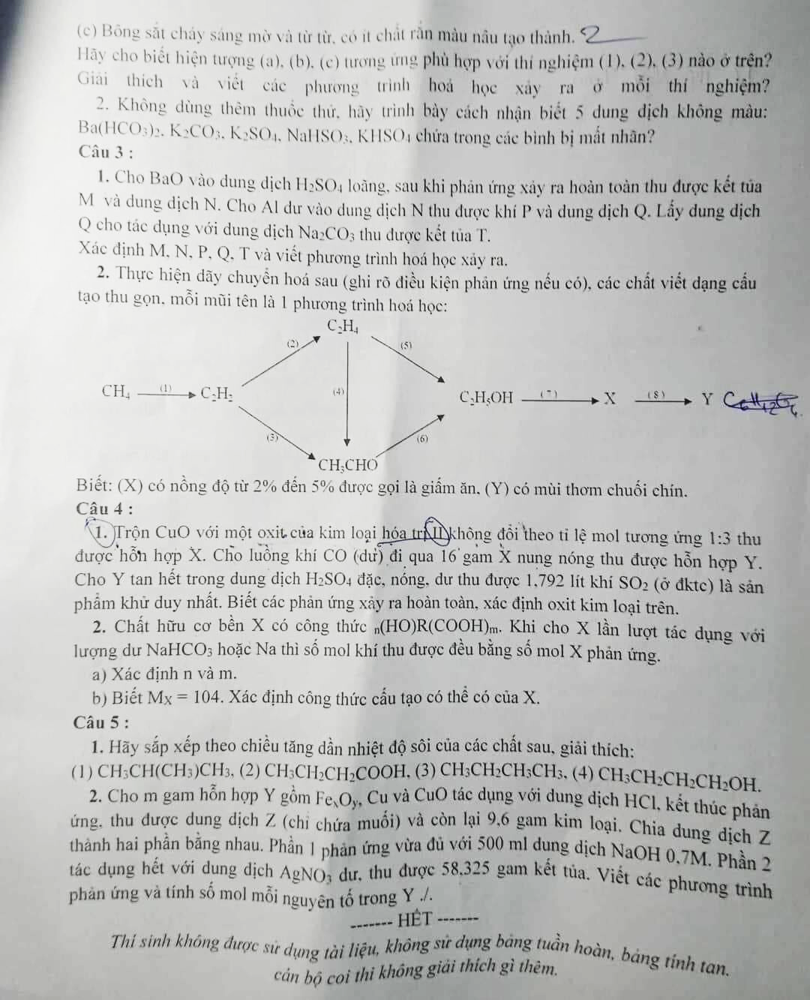 (c) Bông sắt cháy sáng mờ và từ từ, có ít chất rắn màu nâu tạo thành. 2
Hãy cho biết hiện tượng (a), (b), (c) tương ứng phù hợp với thí nghiệm (1), (2), (3) nào ở trên?
Giải thích và viết các phương trình hoá học xảy ra ở mỗi thí nghiệm?
2. Không dùng thêm thuốc thử, hãy trình bày cách nhận biết 5 dung dịch không màu:
Ba(HCO₃)₂, K₂CO₃, K₂SO₄, NaHSO₃, KHSO₄ chứa trong các bình bị mất nhãn?
Câu 3 :
1. Cho BaO vào dung dịch H₂SO₄ loãng, sau khi phản ứng xảy ra hoàn toàn thu được kết tủa
M và dung dịch N. Cho Al dư vào dung dịch N thu được khí P và dung dịch Q. Lấy dung dịch
Q cho tác dụng với dung dịch Na₂CO₃ thu được kết tủa T.
Xác định M, N, P, Q, T và viết phương trình hoá học xảy ra.
2. Thực hiện dãy chuyển hoá sau (ghi rõ điều kiện phản ứng nếu có), các chất viết dạng cấu
tạo thu gọn, mỗi mũi tên là 1 phương trình hoá học:
C₂H₄
(2) (5)
CH₄ (1) C₂H₂ (4) C₂H₅OH (7) X (8) Y C₆H₁₂O₆
(3) (6)
CH₃CHO
Biết: (X) có nồng độ từ 2% đến 5% được gọi là giấm ăn, (Y) có mùi thơm chuối chín.
Câu 4 :
1. Trộn CuO với một oxit của kim loại hóa trị II không đổi theo tỉ lệ mol tương ứng 1:3 thu
được hỗn hợp X. Cho luồng khí CO (dư) đi qua 16 gam X nung nóng thu được hỗn hợp Y.
Cho Y tan hết trong dung dịch H₂SO₄ đặc, nóng, dư thu được 1,792 lít khí SO₂ (ở đktc) là sản
phẩm khử duy nhất. Biết các phản ứng xảy ra hoàn toàn, xác định oxit kim loại trên.
2. Chất hữu cơ bền X có công thức ₙ(HO)R(COOH)ₘ. Khi cho X lần lượt tác dụng với
lượng dư NaHCO₃ hoặc Na thì số mol khí thu được đều bằng số mol X phản ứng.
a) Xác định n và m.
b) Biết Mₓ = 104. Xác định công thức cấu tạo có thể có của X.
Câu 5 :
1. Hãy sắp xếp theo chiều tăng dần nhiệt độ sôi của các chất sau, giải thích:
(1) CH₃CH(CH₃)CH₃, (2) CH₃CH₂CH₂COOH, (3) CH₃CH₂CH₃CH₃, (4) CH₃CH₂CH₂CH₂OH.
2. Cho m gam hỗn hợp Y gồm FeₓOᵧ, Cu và CuO tác dụng với dung dịch HCl, kết thúc phản
ứng, thu được dung dịch Z (chỉ chứa muối) và còn lại 9,6 gam kim loại. Chia dung dịch Z
thành hai phần bằng nhau. Phần 1 phản ứng vừa đủ với 500 ml dung dịch NaOH 0,7M. Phần 2
tác dụng hết với dung dịch AgNO₃ dư, thu được 58,325 gam kết tủa. Viết các phương trình
phản ứng và tính số mol mỗi nguyên tố trong Y ./.
------- HẾT -------
Thí sinh không được sử dụng tài liệu, không sử dụng bảng tuần hoàn, bảng tính tan.
cán bộ coi thi không giải thích gì thêm.